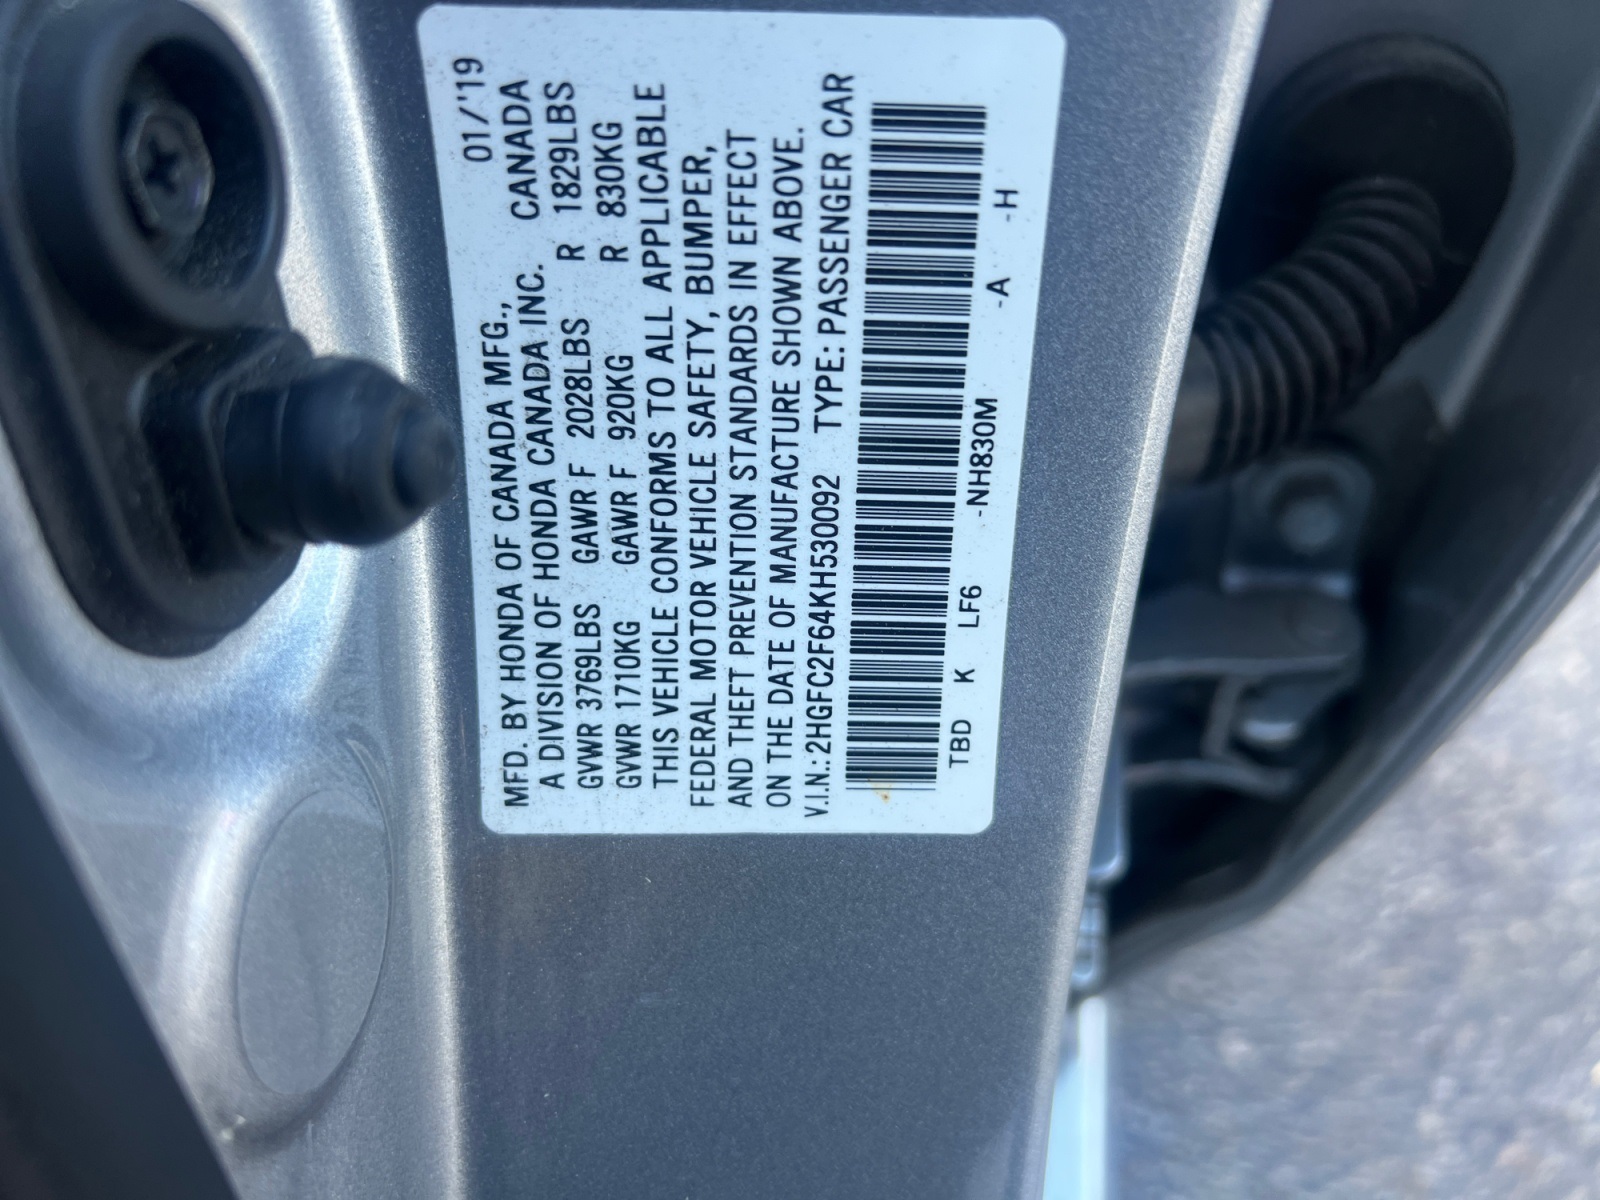 01/'19
MFD. BY HONDA OF CANADA MFG., CANADA
A DIVISION OF HONDA CANADA INC.
GVWR 3769LBS GAWR F 2028LBS R 1829LBS
GVWR 1710KG GAWR F 920KG R 830KG
THIS VEHICLE CONFORMS TO ALL APPLICABLE
FEDERAL MOTOR VEHICLE SAFETY, BUMPER,
AND THEFT PREVENTION STANDARDS IN EFFECT
ON THE DATE OF MANUFACTURE SHOWN ABOVE.
V.I.N.: 2HGFC2F64KH530092 TYPE: PASSENGER CAR
TBD K LF6 -NH830M -A -H